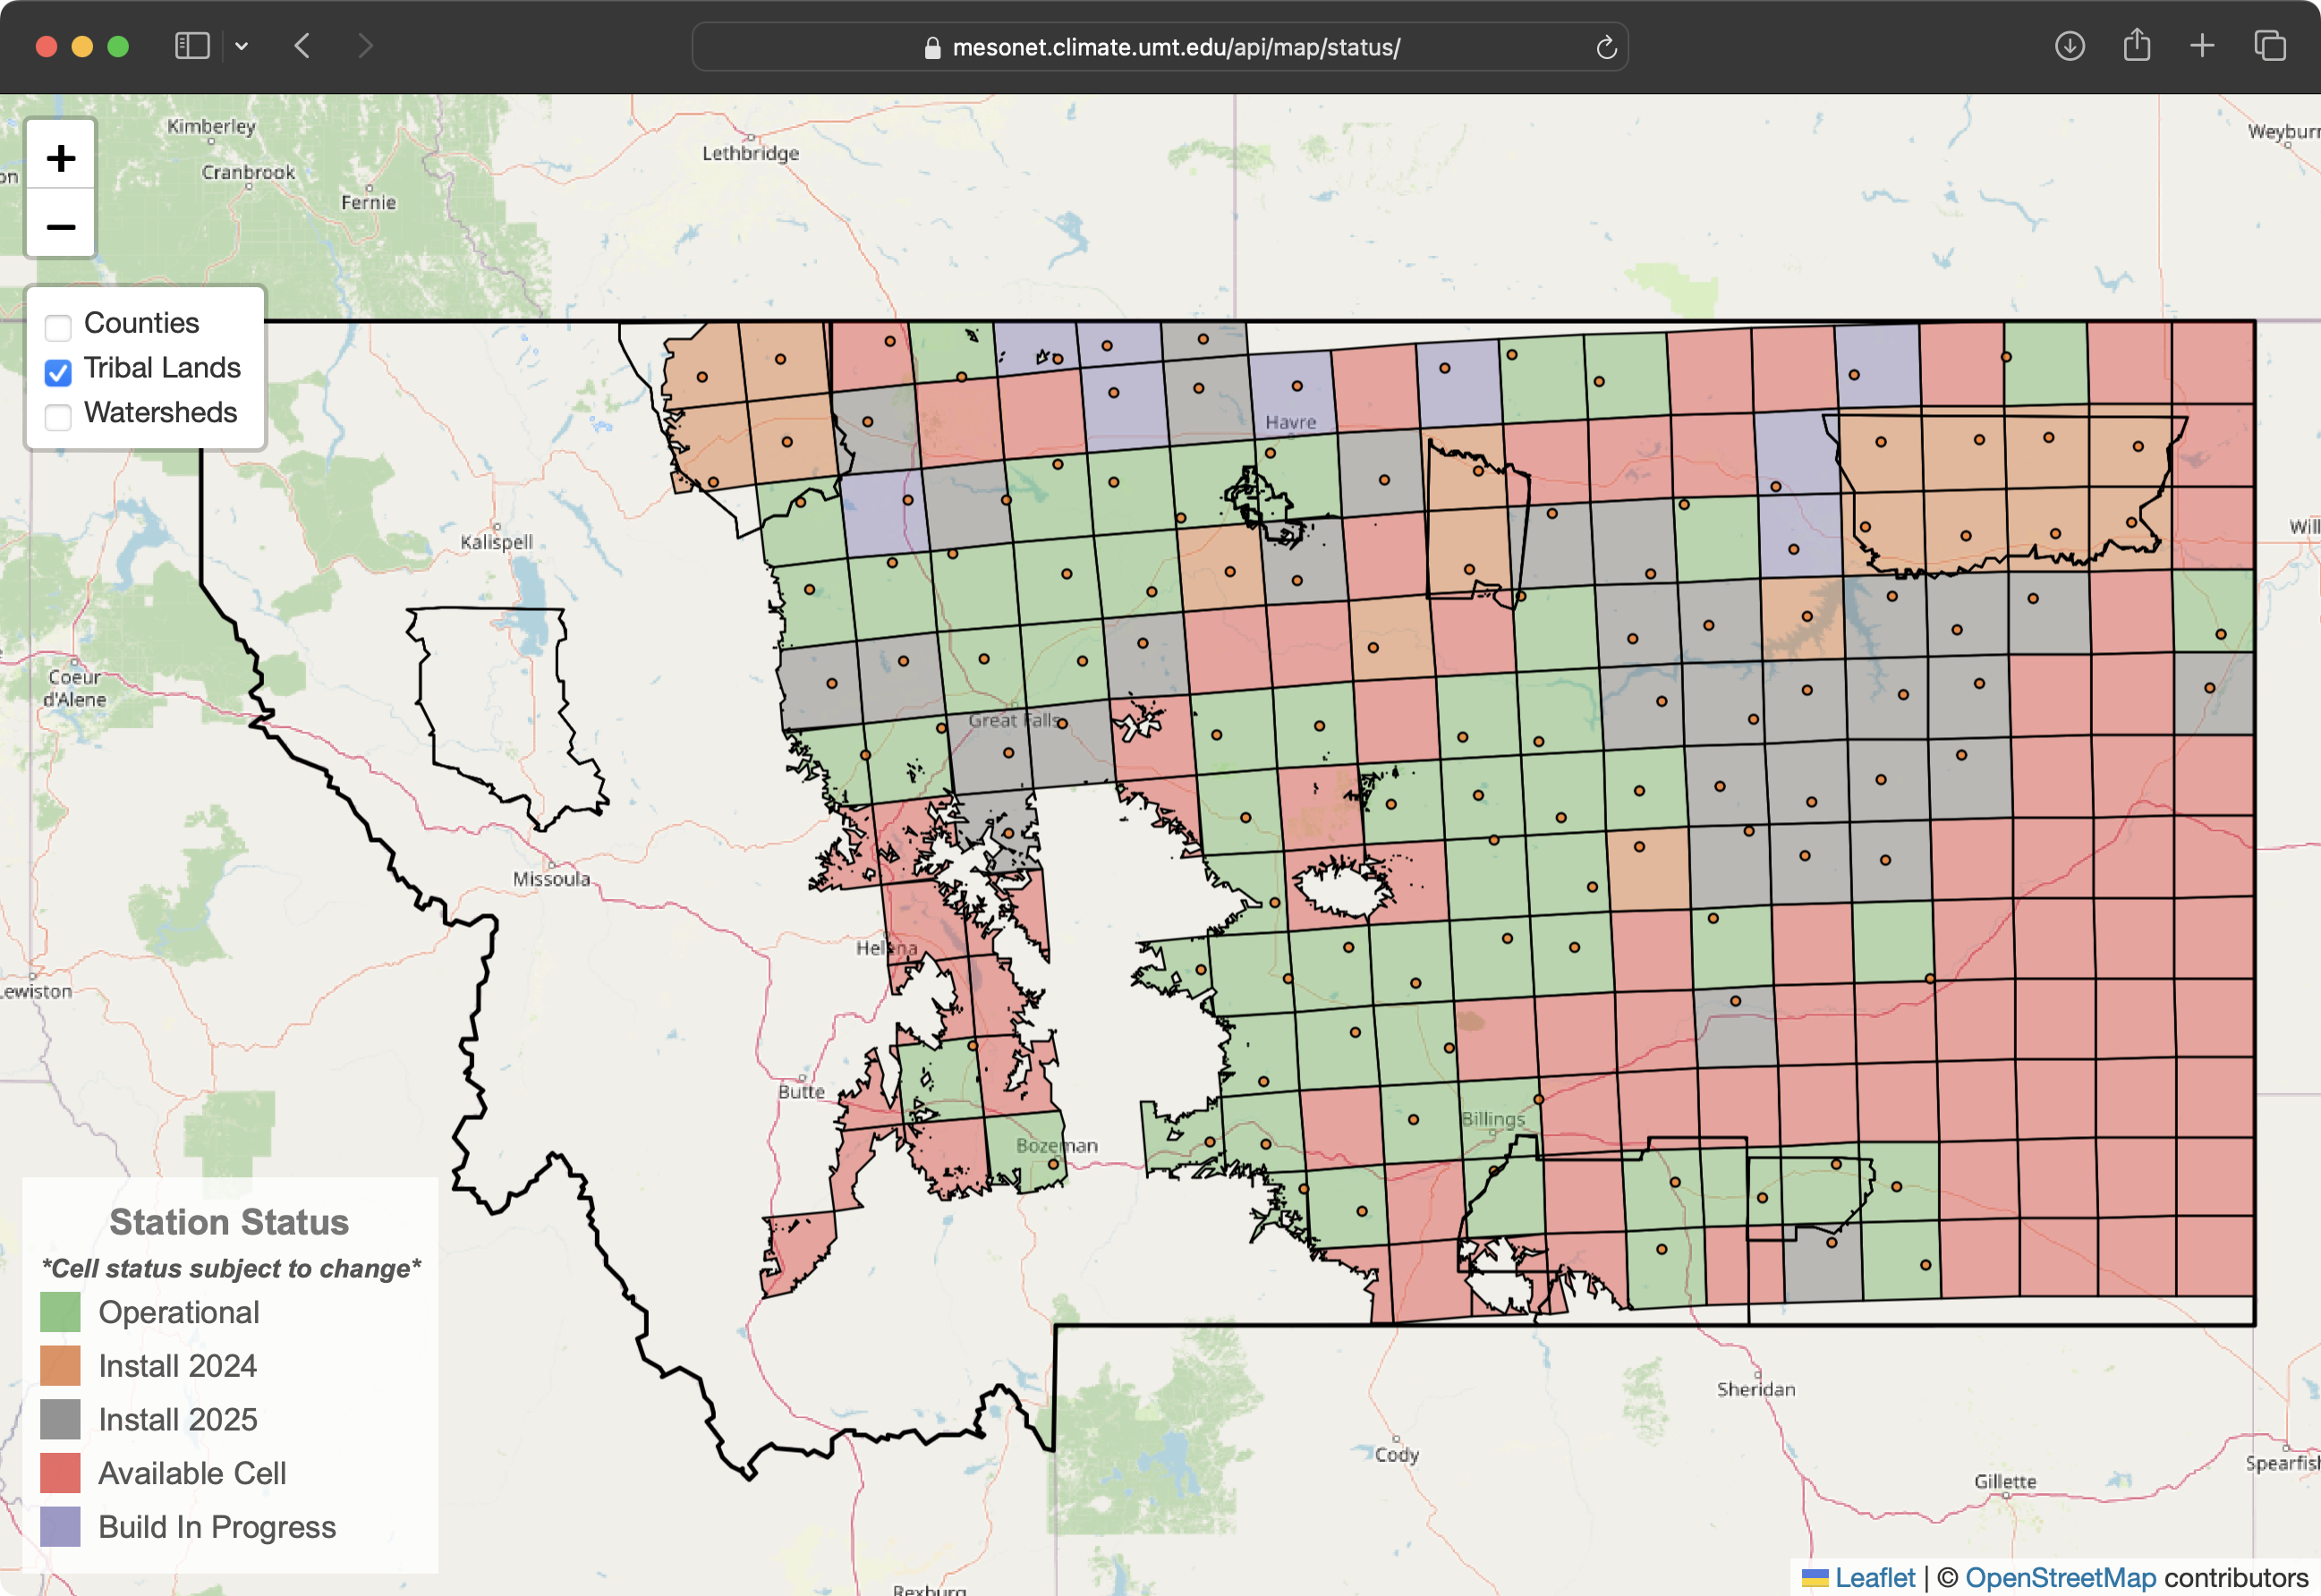 mesonet.climate.umt.edu/api/map/status/
Kimberley
Cranbrook
Fernie
Lethbridge
Weyburn
+
−
Counties
Tribal Lands
Watersheds
Havre
Kalispell
Coeur
d'Alene
Great Falls
Missoula
Helena
Lewiston
Butte
Bozeman
Billings
Station Status
*Cell status subject to change*
Operational
Install 2024
Install 2025
Available Cell
Build In Progress
Sheridan
Cody
Gillette
Spearfish
Rexburg
Leaflet | © OpenStreetMap contributors